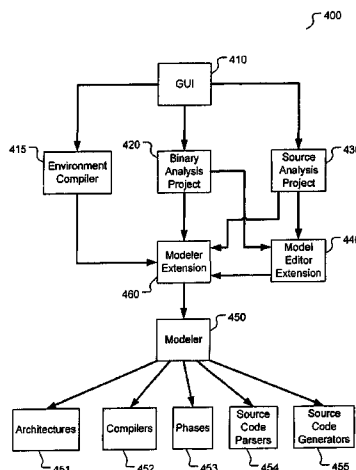 400
GUI
410
415
Environment
Compiler
420
Binary
Analysis
Project
430
Source
Analysis
Project
Modeler
Extension
460
440
Model
Editor
Extension
450
Modeler
Architectures
451
Compilers
452
Phases
453
Source
Code
Parsers
454
Source
Code
Generators
455